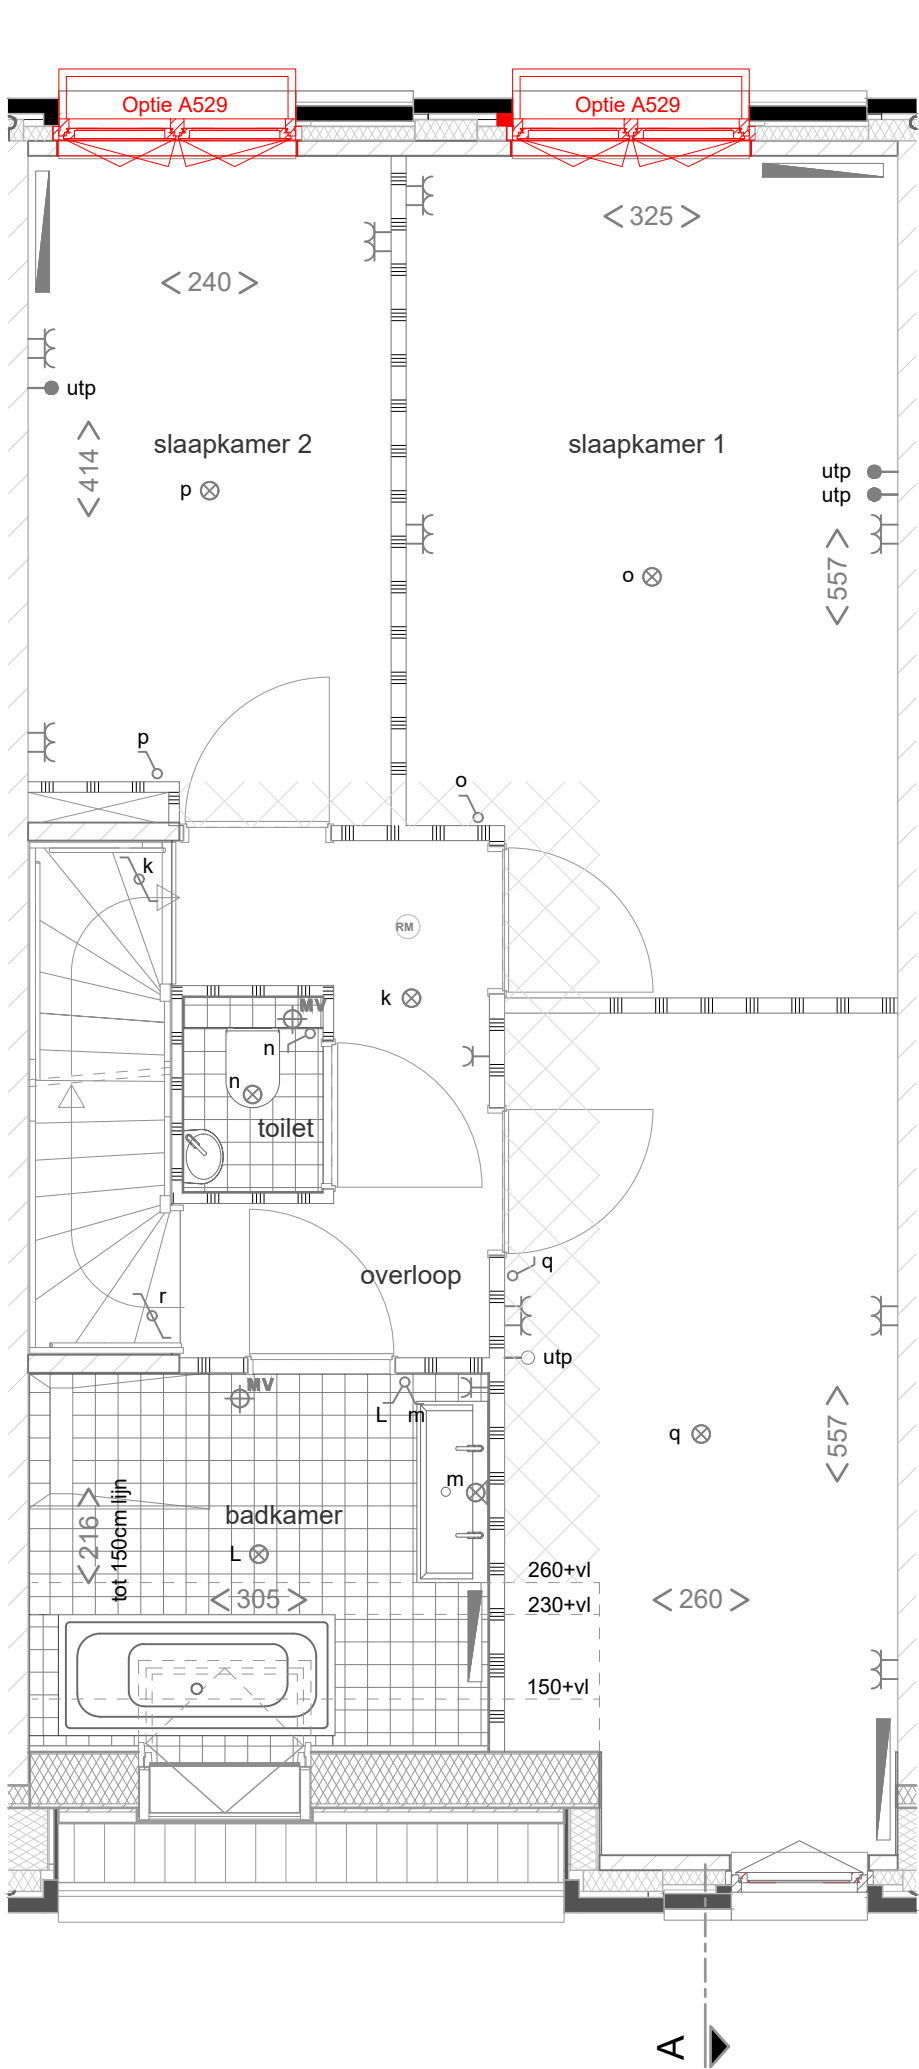 Optie A529
Optie A529
325
240
utp
414
slaapkamer 2
slaapkamer 1
p
utp
utp
o
557
p
o
k
RM
k
MV
n
n
toilet
q
overloop
r
utp
MV
L m
q
557
m
216
tot 150cm lijn
badkamer
L
260+vl
305
230+vl
260
150+vl
A